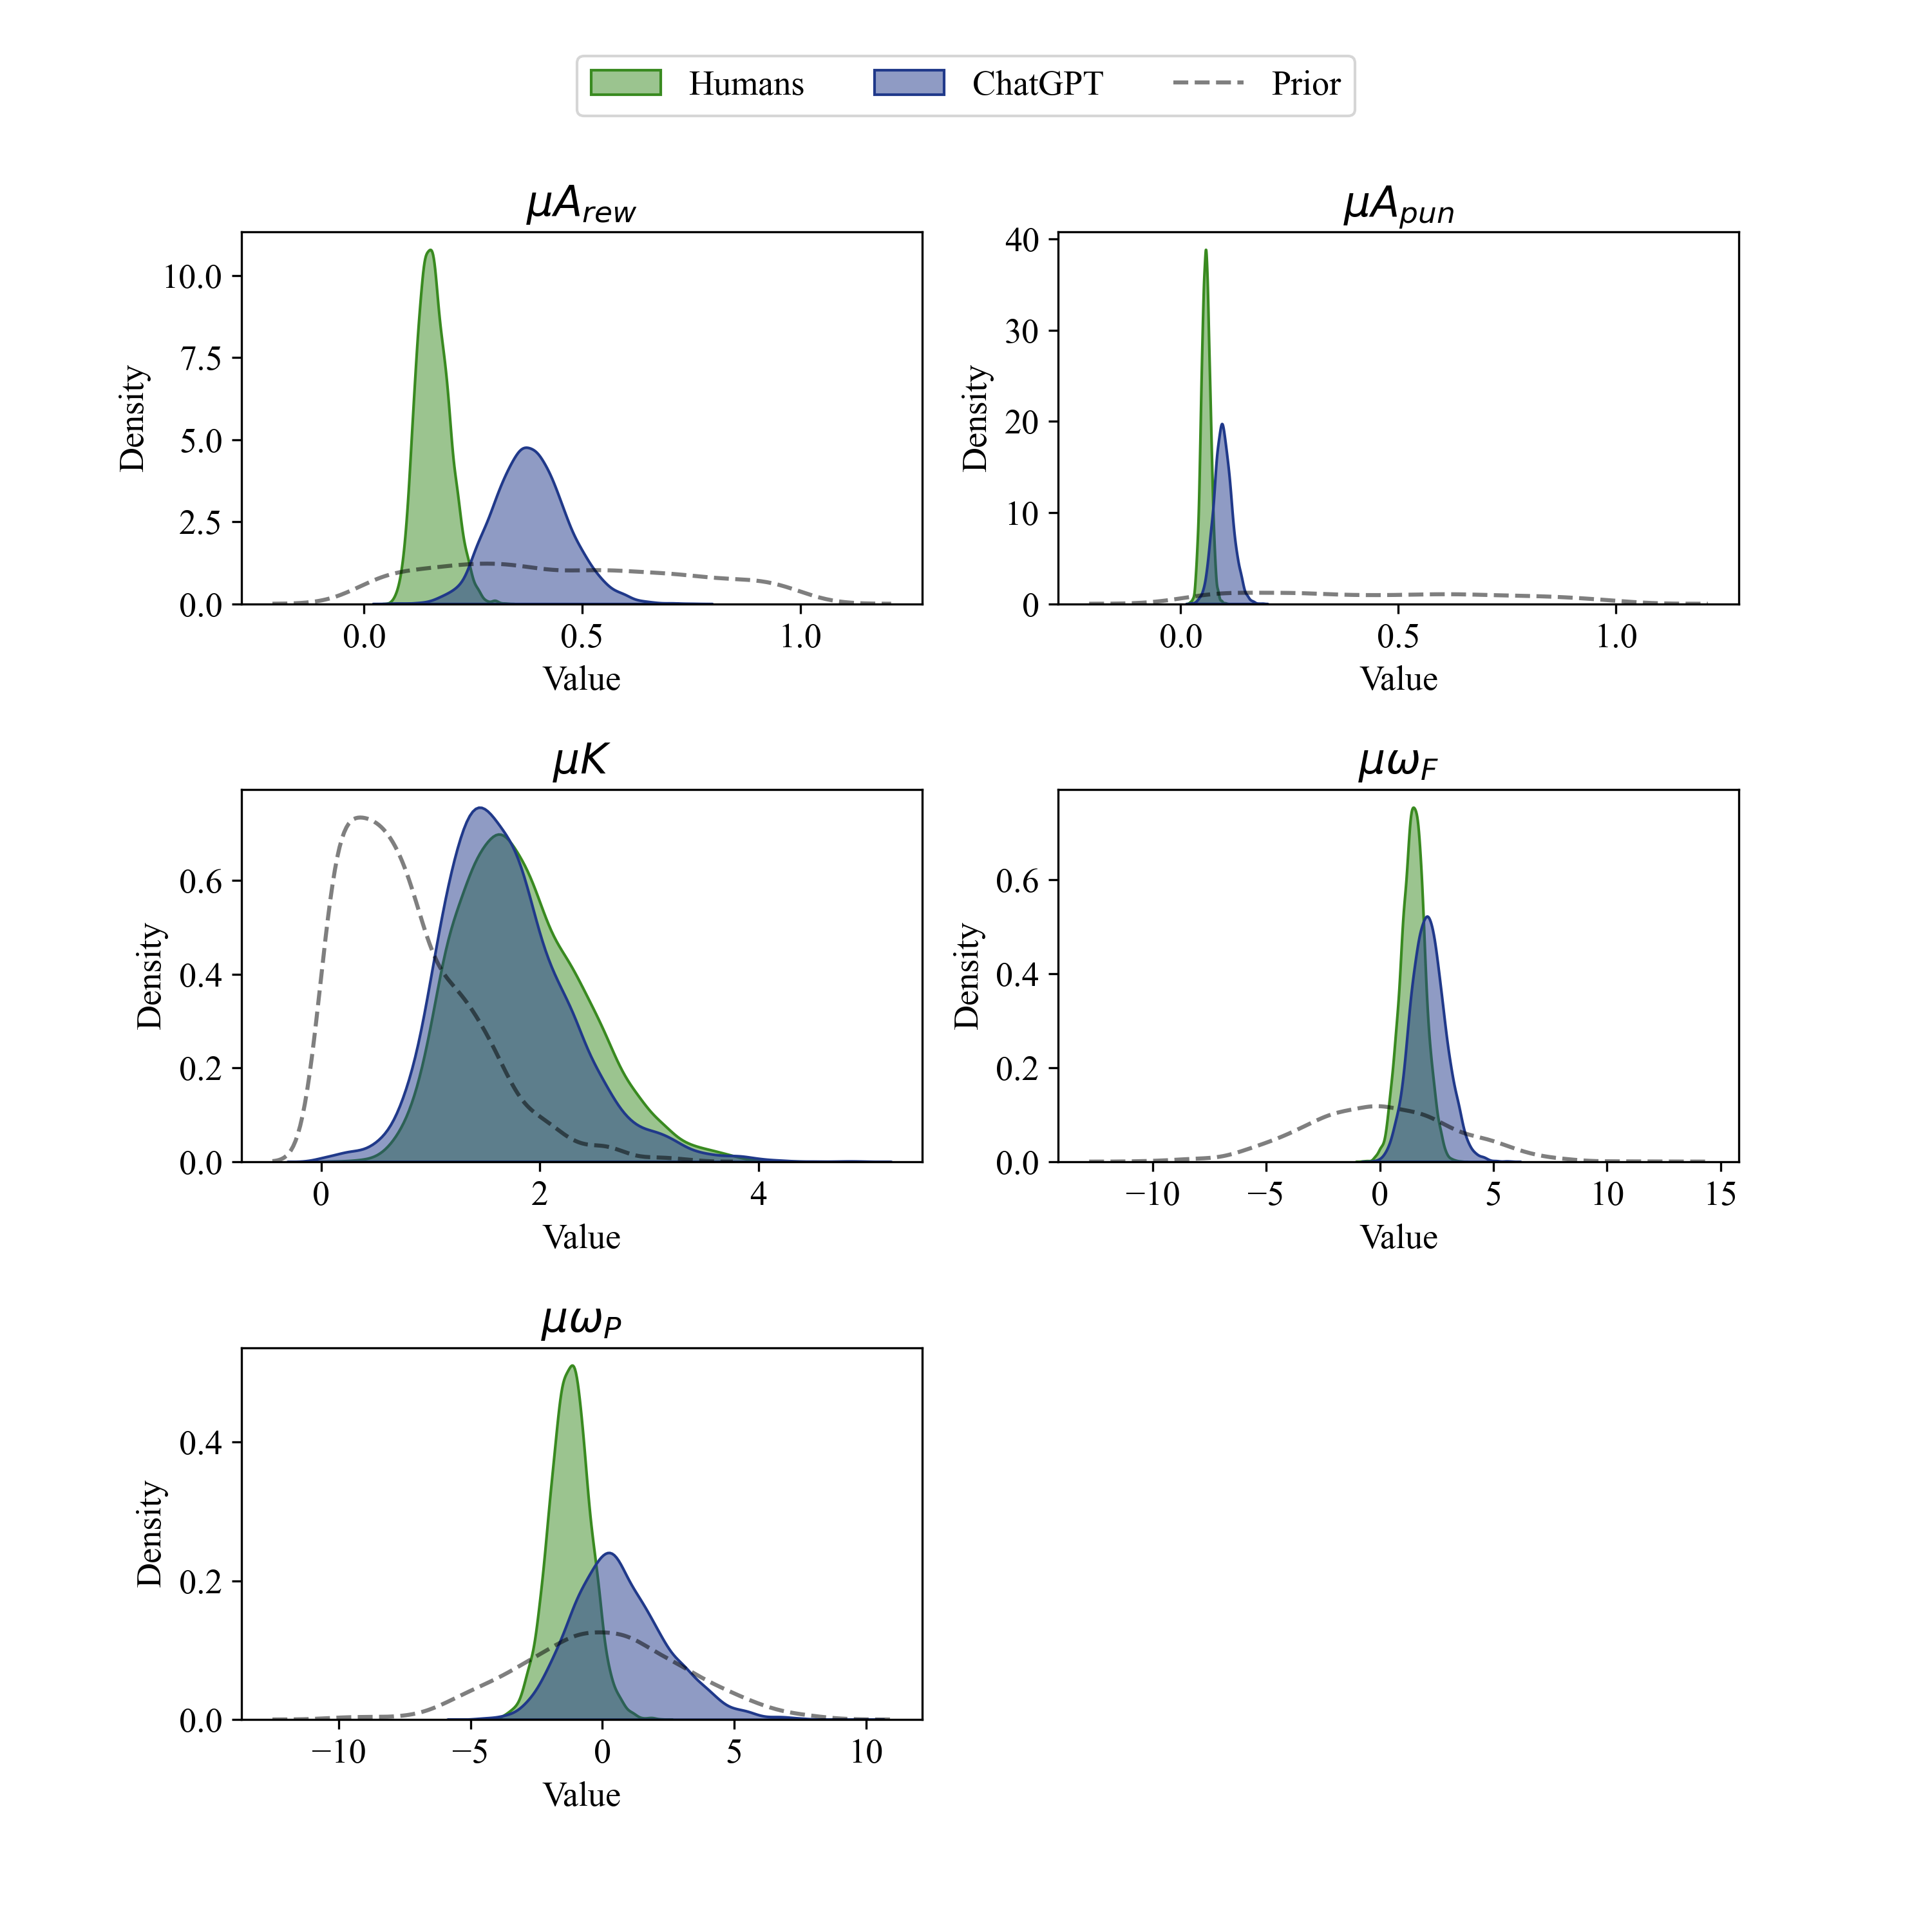 Humans ChatGPT Prior
μA_rew
Density
10.0
7.5
5.0
2.5
0.0
0.0 0.5 1.0
Value
μA_pun
Density
40
30
20
10
0
0.0 0.5 1.0
Value
μK
Density
0.6
0.4
0.2
0.0
0 2 4
Value
μω_F
Density
0.6
0.4
0.2
0.0
−10 −5 0 5 10 15
Value
μω_P
Density
0.4
0.2
0.0
−10 −5 0 5 10
Value